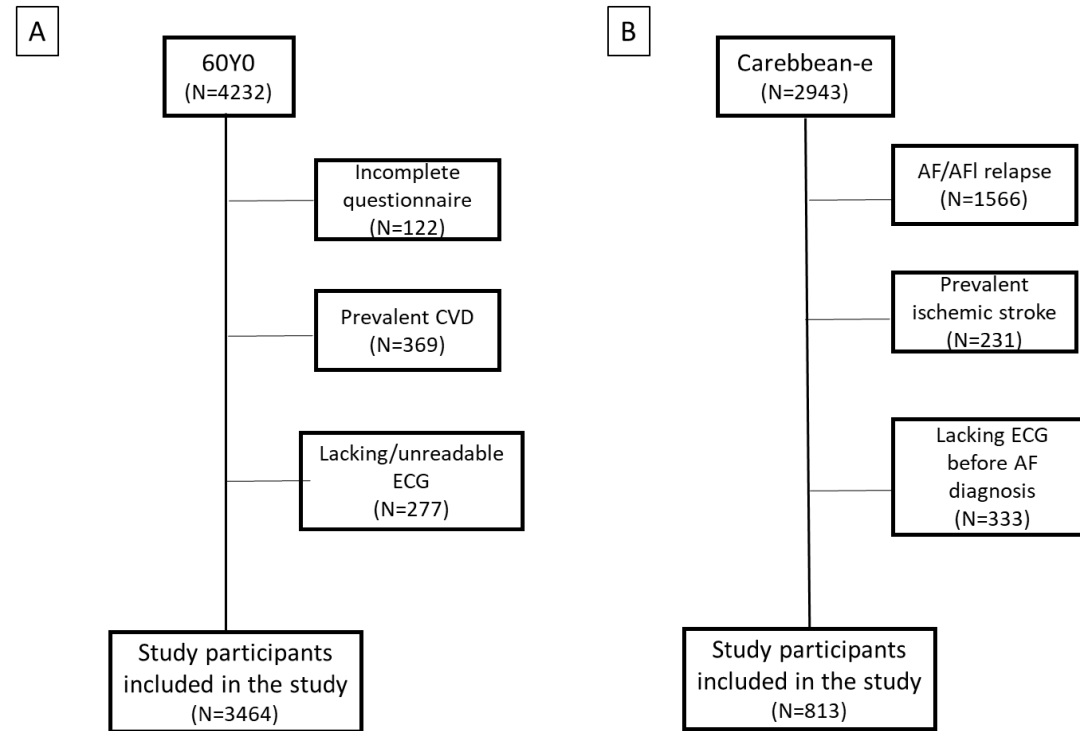 A
60Y0
(N=4232)
Incomplete
questionnaire
(N=122)
Prevalent CVD
(N=369)
Lacking/unreadable
ECG
(N=277)
Study participants
included in the study
(N=3464)
B
Carebbean-e
(N=2943)
AF/AFl relapse
(N=1566)
Prevalent
ischemic stroke
(N=231)
Lacking ECG
before AF
diagnosis
(N=333)
Study participants
included in the study
(N=813)